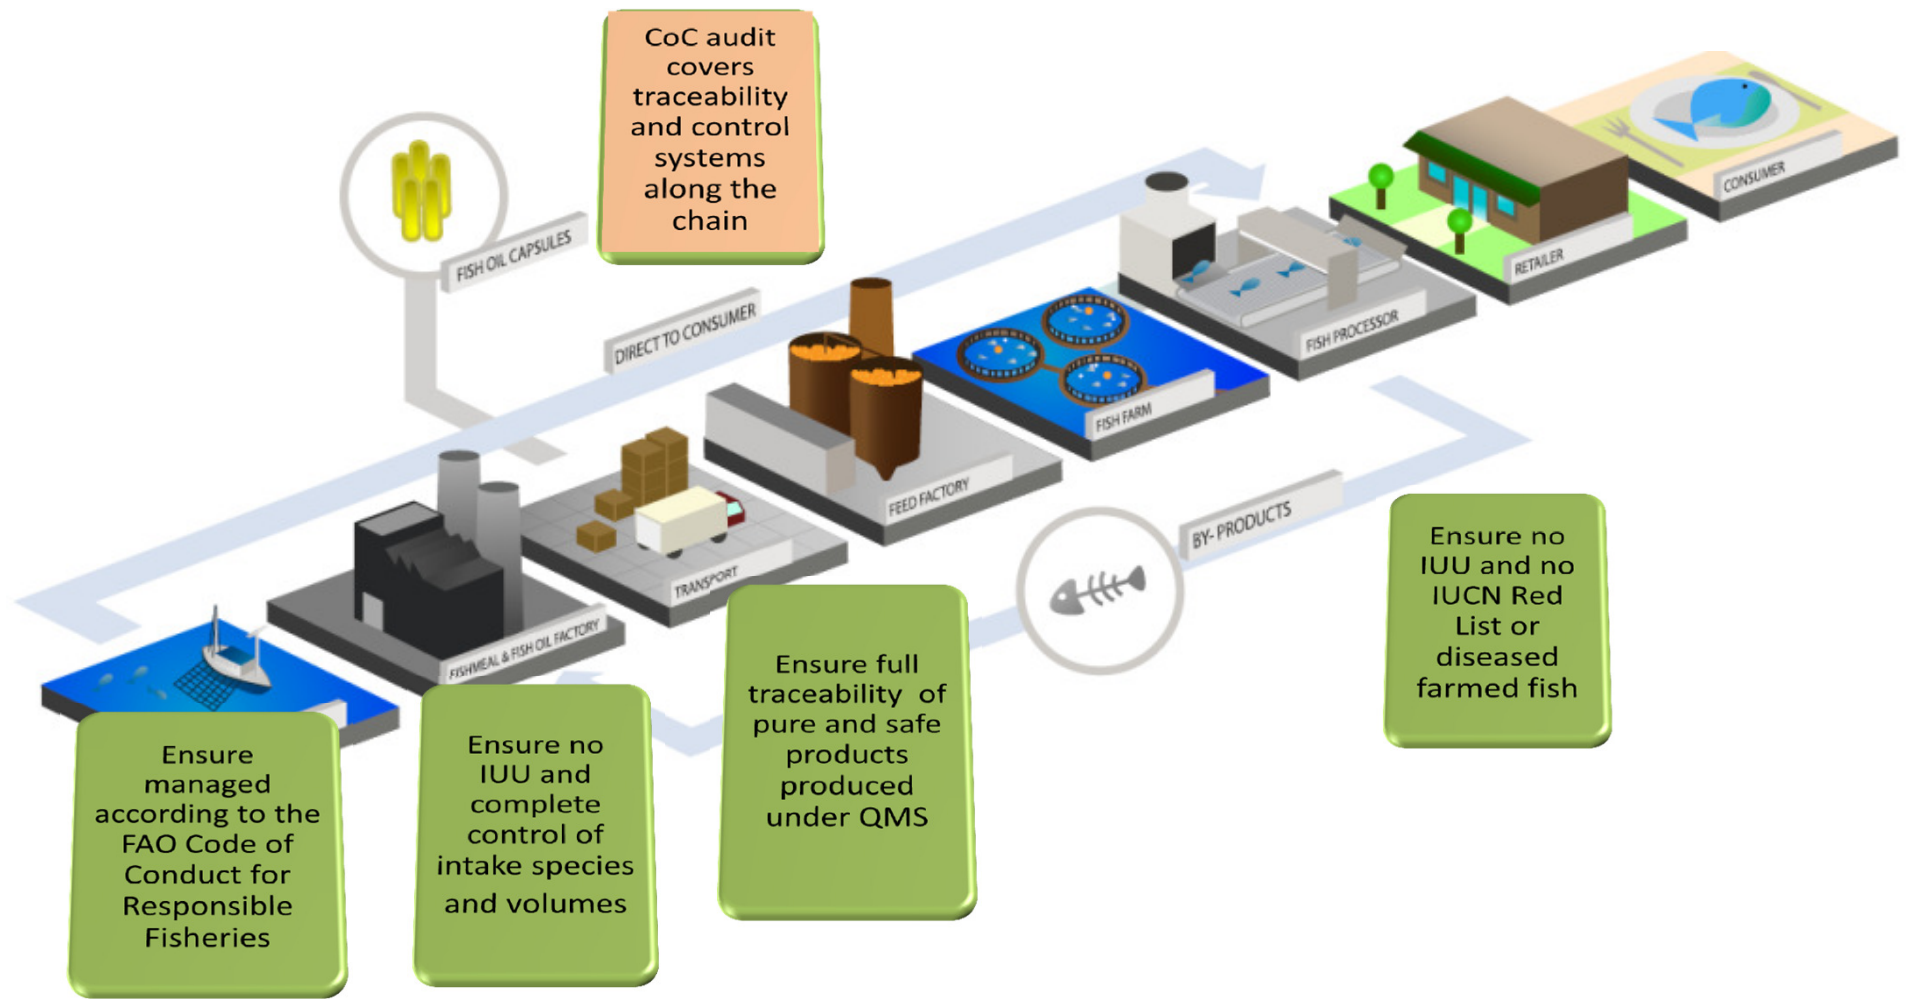 CoC audit
covers
traceability
and control
systems
along the
chain
FISH OIL CAPSULES
DIRECT TO CONSUMER
CONSUMER
RETAILER
FISH PROCESSOR
FISH FARM
FEED FACTORY
TRANSPORT
FISHMEAL & FISH OIL FACTORY
BY- PRODUCTS
Ensure
managed
according to the
FAO Code of
Conduct for
Responsible
Fisheries
Ensure no
IUU and
complete
control of
intake species
and volumes
Ensure full
traceability of
pure and safe
products
produced
under QMS
Ensure no
IUU and no
IUCN Red
List or
diseased
farmed fish